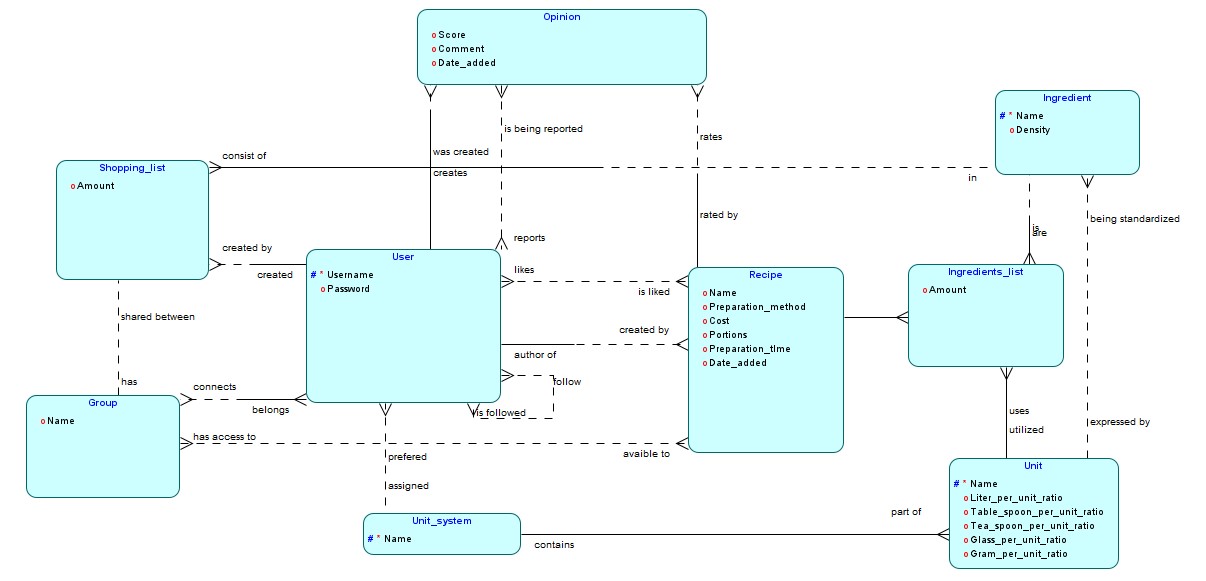 Opinion
o Score
o Comment
o Date_added
Ingredient
# * Name
o Density
is being reported
rates
was created
creates
consist of
in
Shopping_list
o Amount
being standardized
is
are
rated by
reports
created by
created
User
# * Username
o Password
likes
is liked
Recipe
o Name
o Preparation_method
o Cost
o Portions
o Preparation_tIme
o Date_added
Ingredients_list
o Amount
shared between
has
created by
author of
follow
is followed
connects
belongs
Group
o Name
has access to
avaible to
uses
utilized
expressed by
prefered
assigned
Unit
# * Name
o Liter_per_unit_ratio
o Table_spoon_per_unit_ratio
o Tea_spoon_per_unit_ratio
o Glass_per_unit_ratio
o Gram_per_unit_ratio
Unit_system
# * Name
part of
contains